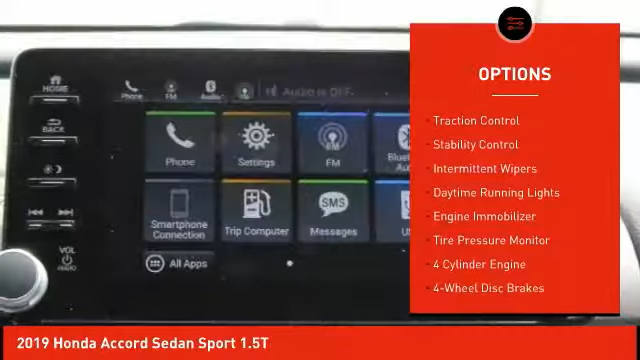 HOME
Phone
FM
Audio
Audio is OFF.
OPTIONS
BACK
Phone
Settings
FM
Traction Control
Stability Control
Intermittent Wipers
Daytime Running Lights
Engine Immobilizer
Tire Pressure Monitor
4 Cylinder Engine
4-Wheel Disc Brakes
Smartphone
Connection
Trip Computer
SMS
Messages
VOL
AUDIO
All Apps
2019 Honda Accord Sedan Sport 1.5T